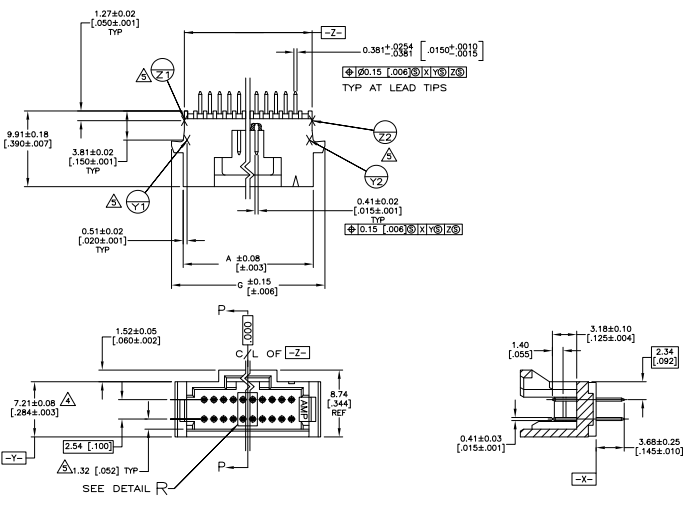 1.27±0.02
[.050±.001]
TYP
-Z-
0.381+.0254
-.0381
[.0150+.0010
-.0015]
⌖ Ø0.15 [.006]Ⓢ X YⓈ ZⓈ
TYP AT LEAD TIPS
5
Z1
9.91±0.18
[.390±.007]
3.81±0.02
[.150±.001]
TYP
Z2
5
Y2
5
Y1
0.41±0.02
[.015±.001]
TYP
⌖ 0.15 [.006]Ⓢ X YⓈ ZⓈ
0.51±0.02
[.020±.001]
TYP
A ±0.08
[±.003]
G ±0.15
[±.006]
P
.000
C/L OF -Z-
1.52±0.05
[.060±.002]
7.21±0.08
[.284±.003]
4
8.74
[.344]
REF
AMP
2.54 [.100]
-Y-
5
1.32 [.052] TYP
P
SEE DETAIL R
3.18±0.10
[.125±.004]
1.40
[.055]
2.34
[.092]
0.41±0.03
[.015±.001]
3.68±0.25
[.145±.010]
-X-